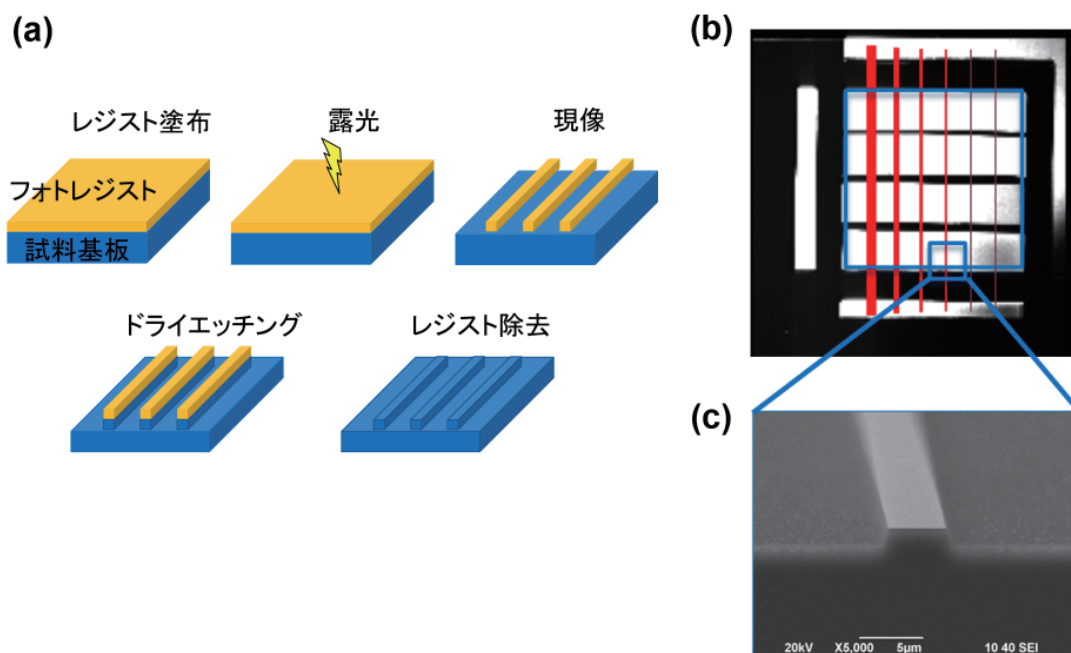 (a)
レジスト塗布
露光
現像
フォトレジスト
試料基板
ドライエッチング
レジスト除去
(b)
(c)
20kV X5,000 5μm 10 40 SEI